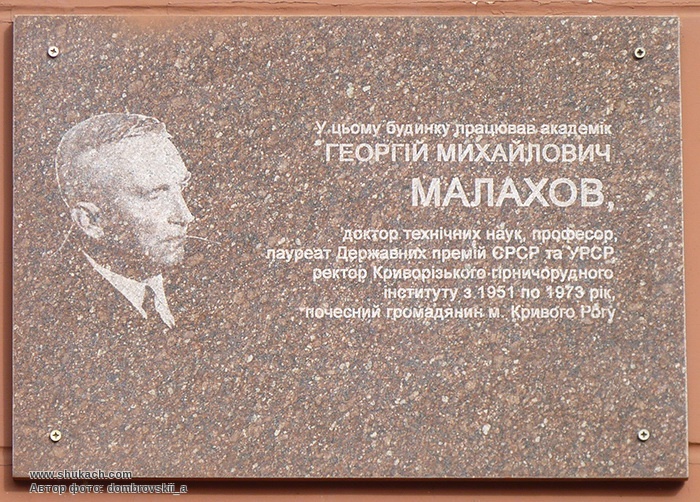 У цьому будинку працював академік
ГЕОРГІЙ МИХАЙЛОВИЧ
МАЛАХОВ,
доктор технічних наук, професор,
лауреат Державних премій СРСР та УРСР,
ректор Криворізького гірничорудного
інституту з 1951 по 1973 рік,
почесний громадянин м. Кривого Рогу
www.shukach.com
Автор фото: dombrovskii_a